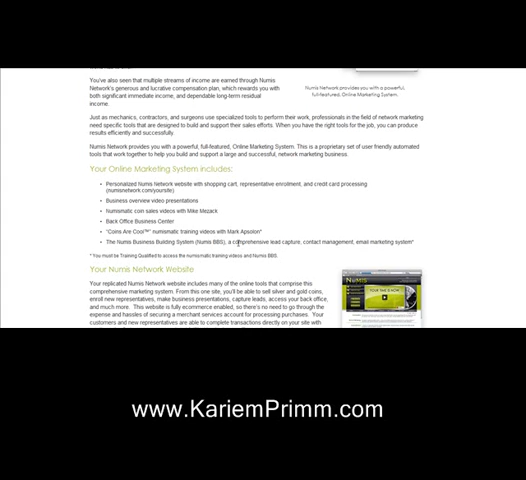 You've also seen that multiple streams of income are earned through Numis
Network's generous and lucrative compensation plan, which rewards you with
both significant immediate income, and dependable long-term residual
income.
Numis Network provides you with a powerful,
full-featured, Online Marketing System.
Just as mechanics, contractors, and surgeons use specialized tools to perform their work, professionals in the field of network marketing
need specific tools that are designed to build and support their sales efforts. When you have the right tools for the job, you can produce
results efficiently and successfully.
Numis Network provides you with a powerful, full-featured, Online Marketing System. This is a proprietary set of user friendly automated
tools that work together to help you build and support a large and successful, network marketing business.
Your Online Marketing System includes:
• Personalized Numis Network website with shopping cart, representative enrollment, and credit card processing
(numisnetwork.com/yoursite)
• Business overview video presentations
• Numismatic coin sales videos with Mike Mezack
• Back Office Business Center
• "Coins Are Cool™" numismatic training videos with Mark Apsolon*
• The Numis Business Building System (Numis BBS), a comprehensive lead capture, contact management, email marketing system*
* You must be Training Qualified to access the numismatic training videos and Numis BBS.
Your Numis Network Website
Your replicated Numis Network website includes many of the online tools that comprise this
comprehensive marketing system. From this one site, you'll be able to sell silver and gold coins,
enroll new representatives, make business presentations, capture leads, access your back office,
and much more. This website is fully ecommerce enabled, so there's no need to go through the
expense and hassles of securing a merchant services account for processing purchases. Your
customers and new representatives are able to complete transactions directly on your site with
NUMIS
www.KariemPrimm.com